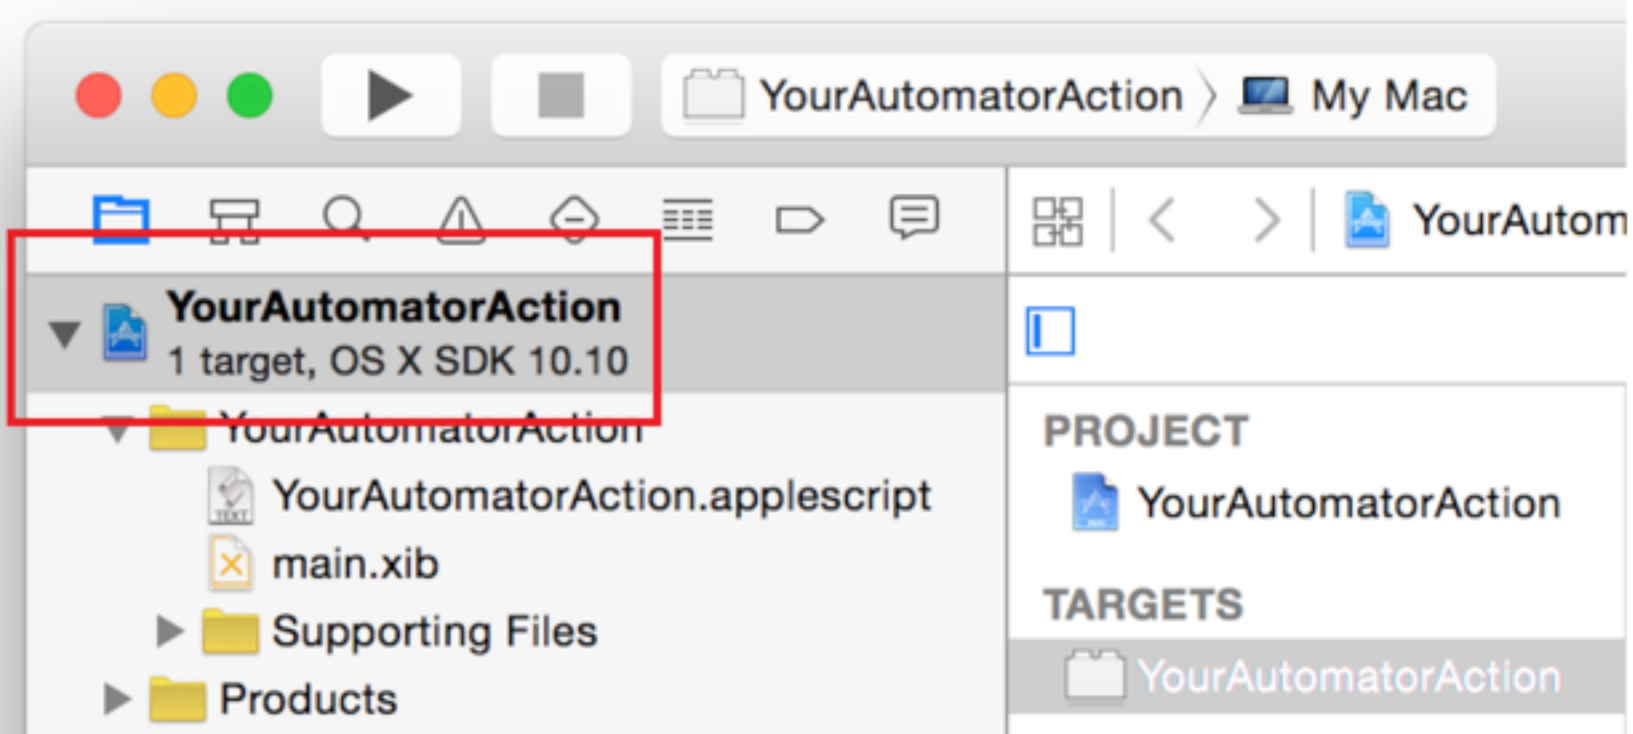 YourAutomatorAction
My Mac
YourAutom
YourAutomatorAction
1 target, OS X SDK 10.10
YourAutomatorAction
TEXT
YourAutomatorAction.applescript
main.xib
Supporting Files
Products
PROJECT
YourAutomatorAction
TARGETS
YourAutomatorAction